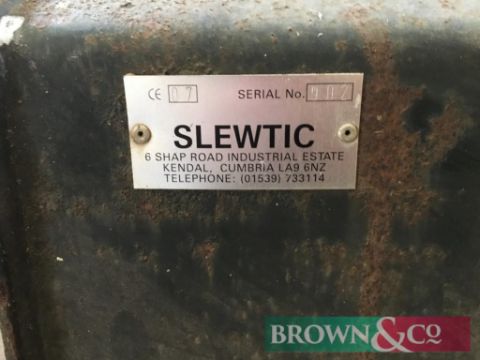 CE 07 SERIAL No. 902
SLEWTIC
6 SHAP ROAD INDUSTRIAL ESTATE
KENDAL, CUMBRIA LA9 6NZ
TELEPHONE: (01539) 733114
BROWN&CO